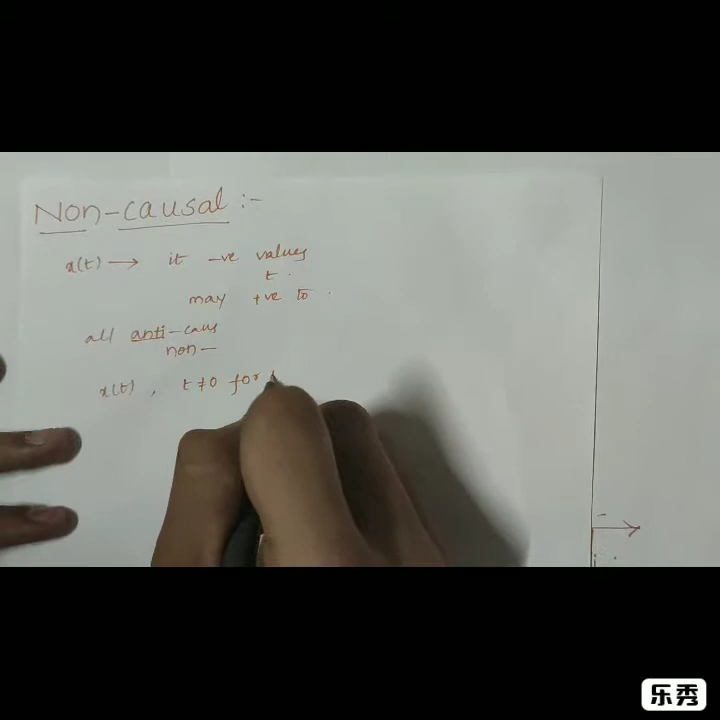 Non-causal :-
x(t) → it -ve values
t.
may +ve to.
all anti-caus
non-
x(t), t≠0 for
乐秀